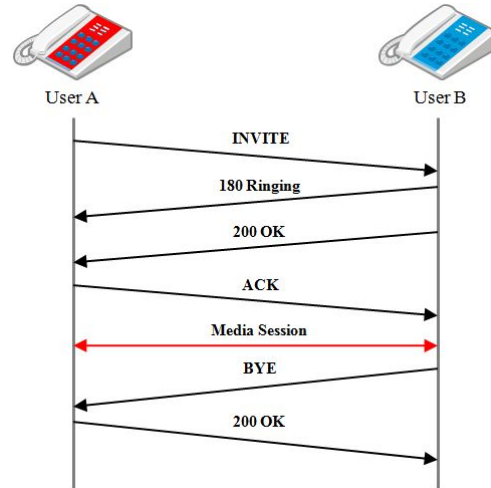 User A
User B
INVITE
180 Ringing
200 OK
ACK
Media Session
BYE
200 OK